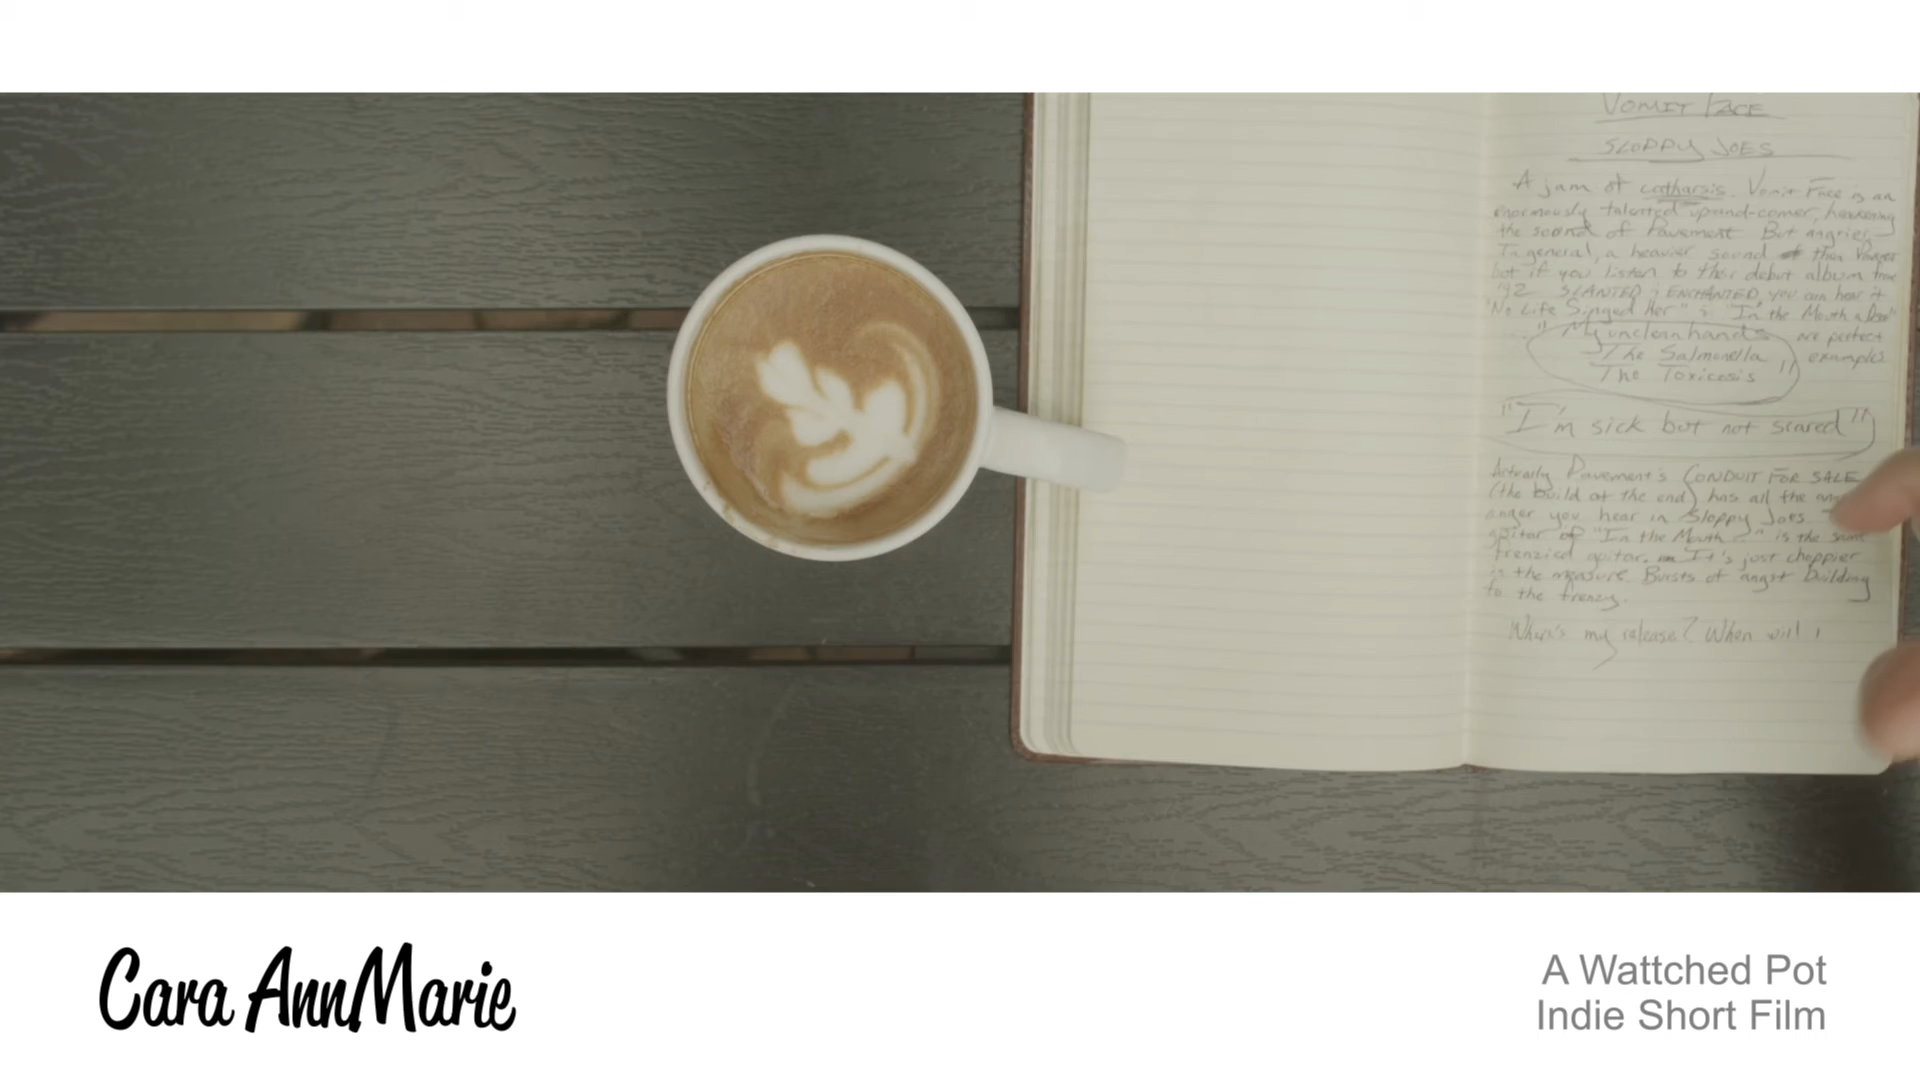 VOMIT FACE
SLOPPY JOES
A jam of catharsis. Vomit Face is an
enormously talented up-and-comer, hearkening
the sound of Pavement But angrier.
In general, a heavier sound than
but if you listen to their debut album from
'92 SLANTED & ENCHANTED, you can hear it
"No Life Singed Her" & "In the Mouth a Desert"
"My unclean hands are perfect
The Salmonella examples
The Toxicosis"
"I'm sick but not scared"
Actually Pavement's CONDUIT FOR SALE
(the build at the end) has all the
anger you hear in Sloppy Joes
guitar of "In the Mouth" is the same
frenzied guitar. It's just choppier
in the measure. Bursts of angst building
to the frenzy.
Where's my release? When will
Cara AnnMarie
A Wattched Pot
Indie Short Film